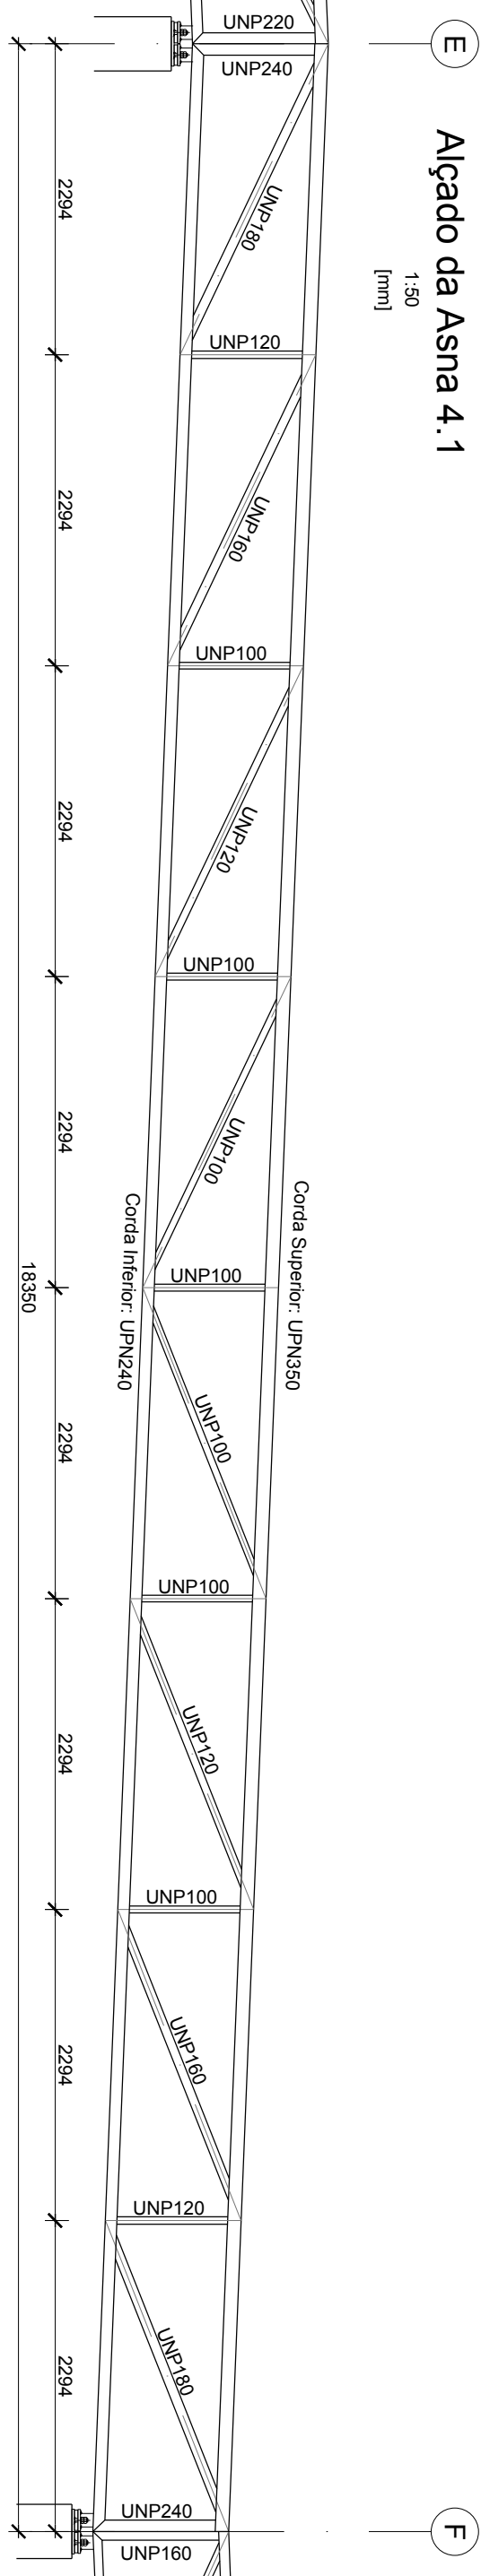 E
Alçado da Asna 4.1
1:50
[mm]
UNP220
UNP240
UNP180
UNP120
UNP160
UNP100
UNP120
UNP100
UNP100
UNP100
UNP100
UNP100
UNP120
UNP100
UNP160
UNP120
UNP180
UNP240
UNP160
Corda Superior: UPN350
Corda Inferior: UPN240
2294
2294
2294
2294
2294
2294
2294
2294
18350
F